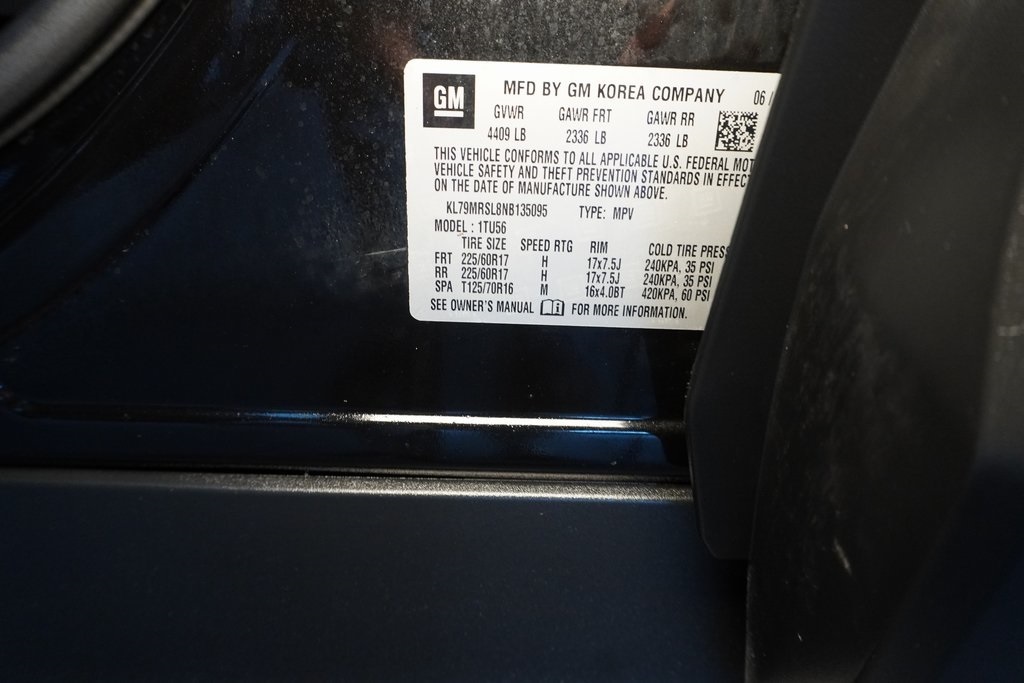 GM
MFD BY GM KOREA COMPANY 06 /
GVWR GAWR FRT GAWR RR
4409 LB 2336 LB 2336 LB
THIS VEHICLE CONFORMS TO ALL APPLICABLE U.S. FEDERAL MOT
VEHICLE SAFETY AND THEFT PREVENTION STANDARDS IN EFFEC
ON THE DATE OF MANUFACTURE SHOWN ABOVE.
KL79MRSL8NB135095 TYPE: MPV
MODEL : 1TU56
TIRE SIZE SPEED RTG RIM COLD TIRE PRES
FRT 225/60R17 H 17x7.5J 240KPA, 35 PSI
RR 225/60R17 H 17x7.5J 240KPA, 35 PSI
SPA T125/70R16 M 16x4.0BT 420KPA, 60 PSI
SEE OWNER'S MANUAL FOR MORE INFORMATION.